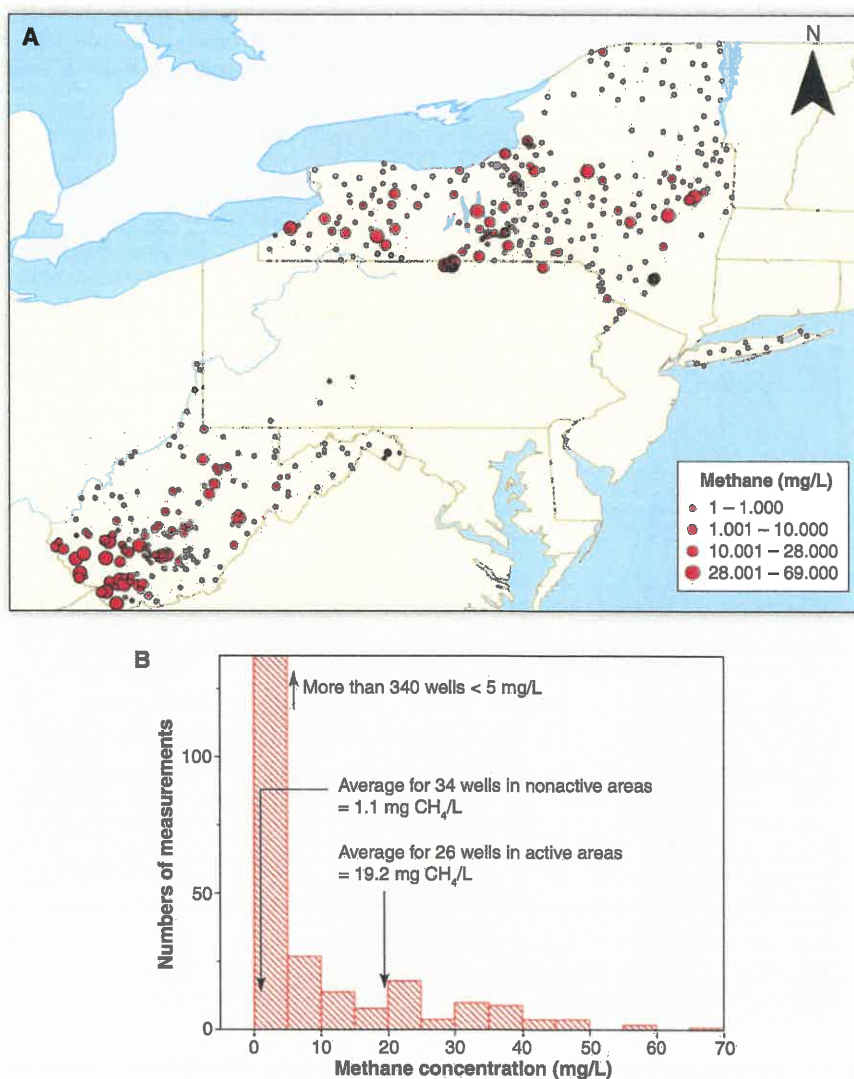 A
N
Methane (mg/L)
1 – 1.000
1.001 – 10.000
10.001 – 28.000
28.001 – 69.000
B
More than 340 wells < 5 mg/L
Average for 34 wells in nonactive areas
= 1.1 mg CH₄/L
Average for 26 wells in active areas
= 19.2 mg CH₄/L
Numbers of measurements
100
50
0
0 10 20 30 40 50 60 70
Methane concentration (mg/L)